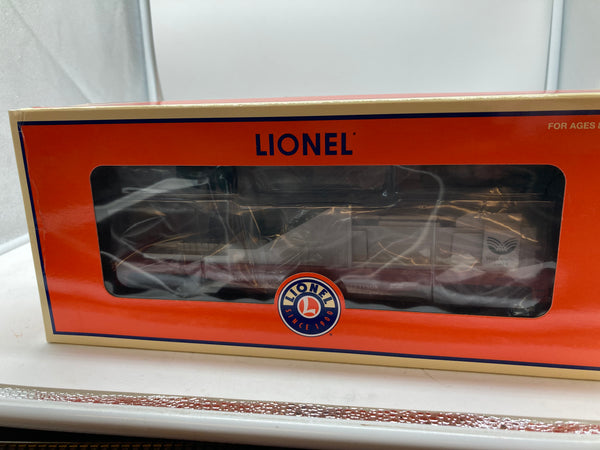 FOR AGES
LIONEL
LIONEL
L
SINCE 1900